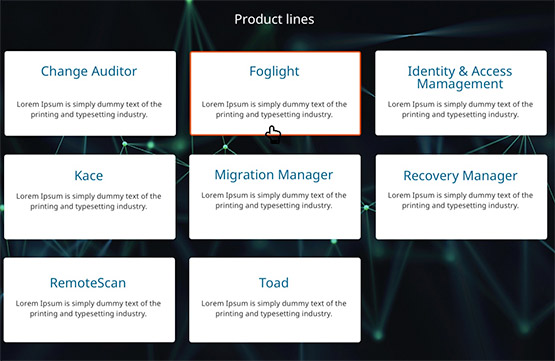 Product lines
Change Auditor
Lorem Ipsum is simply dummy text of the
printing and typesetting industry.
Foglight
Lorem Ipsum is simply dummy text of the
printing and typesetting industry.
Identity & Access
Mamagement
Lorem Ipsum is simply dummy text of the
printing and typesetting industry.
Kace
Lorem Ipsum is simply dummy text of the
printing and typesetting industry.
Migration Manager
Lorem Ipsum is simply dummy text of the
printing and typesetting industry.
Recovery Manager
Lorem Ipsum is simply dummy text of the
printing and typesetting industry.
RemoteScan
Lorem Ipsum is simply dummy text of the
printing and typesetting industry.
Toad
Lorem Ipsum is simply dummy text of the
printing and typesetting industry.